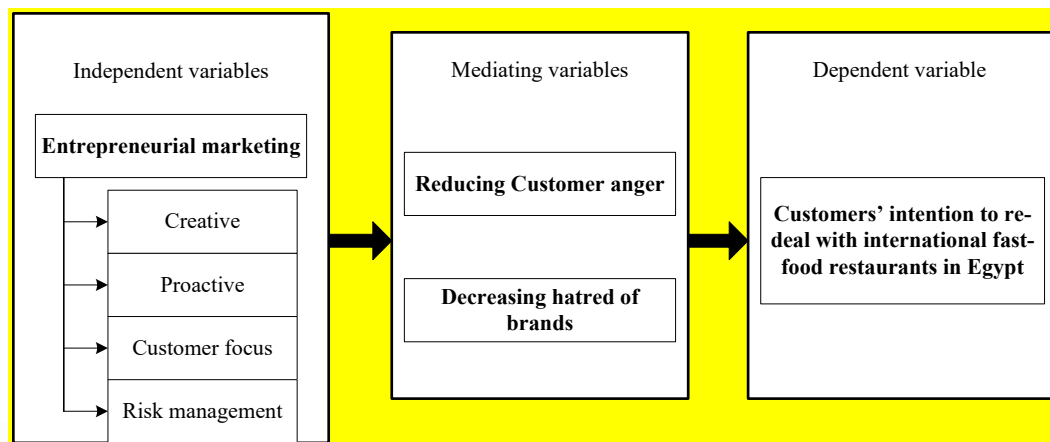 Independent variables
Entrepreneurial marketing
Creative
Proactive
Customer focus
Risk management
Mediating variables
Reducing Customer anger
Decreasing hatred of
brands
Dependent variable
Customers’ intention to re-
deal with international fast-
food restaurants in Egypt